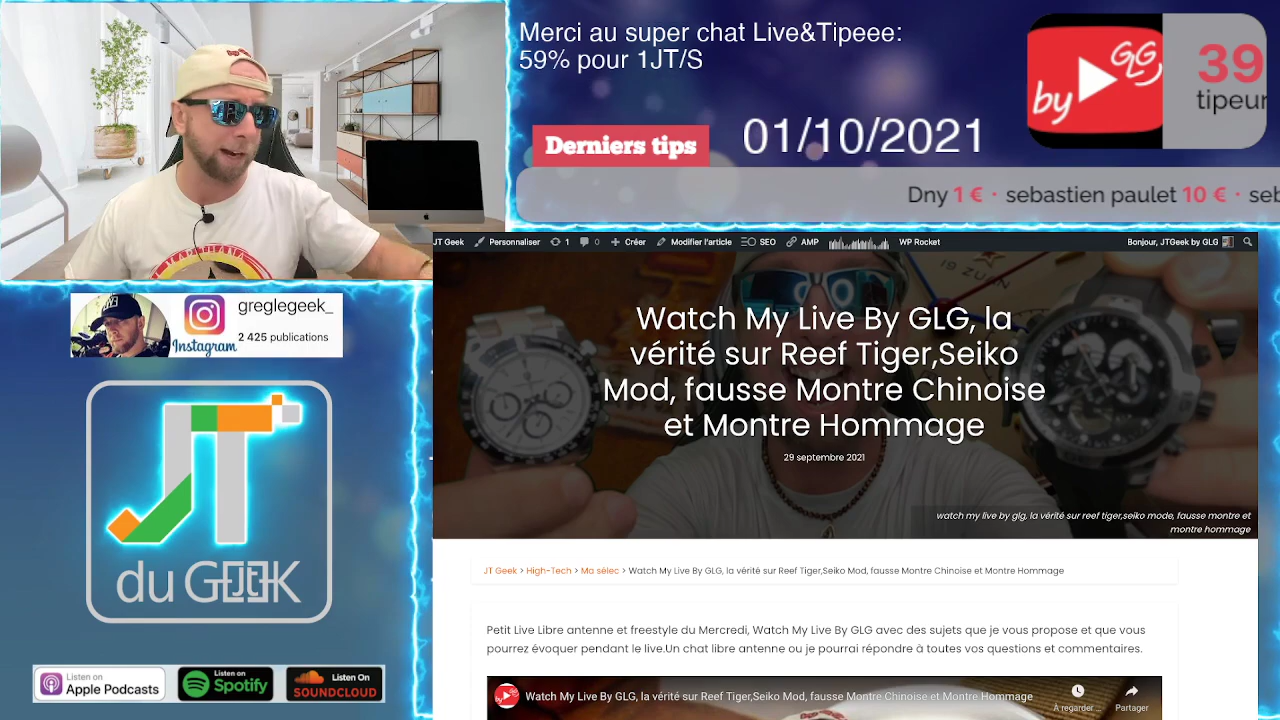 Merci au super chat Live&Tipeee:
59% pour 1JT/S
by GLG
39
tipeur
Derniers tips
01/10/2021
Dny 1 € · sebastien paulet 10 € · seb
JT Geek Personnaliser 1 0 Créer Modifier l'article SEO AMP WP Rocket Bonjour, JTGeek by GLG
Watch My Live By GLG, la
vérité sur Reef Tiger,Seiko
Mod, fausse Montre Chinoise
et Montre Hommage
29 septembre 2021
watch my live by glg, la vérité sur reef tiger,seiko mode, fausse montre et
montre hommage
greglegeek_
2 425 publications
Instagram
JT
du GEEK
Listen on
Apple Podcasts
Listen on
Spotify
Listen On
SOUNDCLOUD
JT Geek > High-Tech > Ma sélec > Watch My Live By GLG, la vérité sur Reef Tiger,Seiko Mod, fausse Montre Chinoise et Montre Hommage
Petit Live Libre antenne et freestyle du Mercredi, Watch My Live By GLG avec des sujets que je vous propose et que vous
pourrez évoquer pendant le live.Un chat libre antenne ou je pourrai répondre à toutes vos questions et commentaires.
Watch My Live By GLG, la vérité sur Reef Tiger,Seiko Mod, fausse Montre Chinoise et Montre Hommage
À regarder ...
Partager